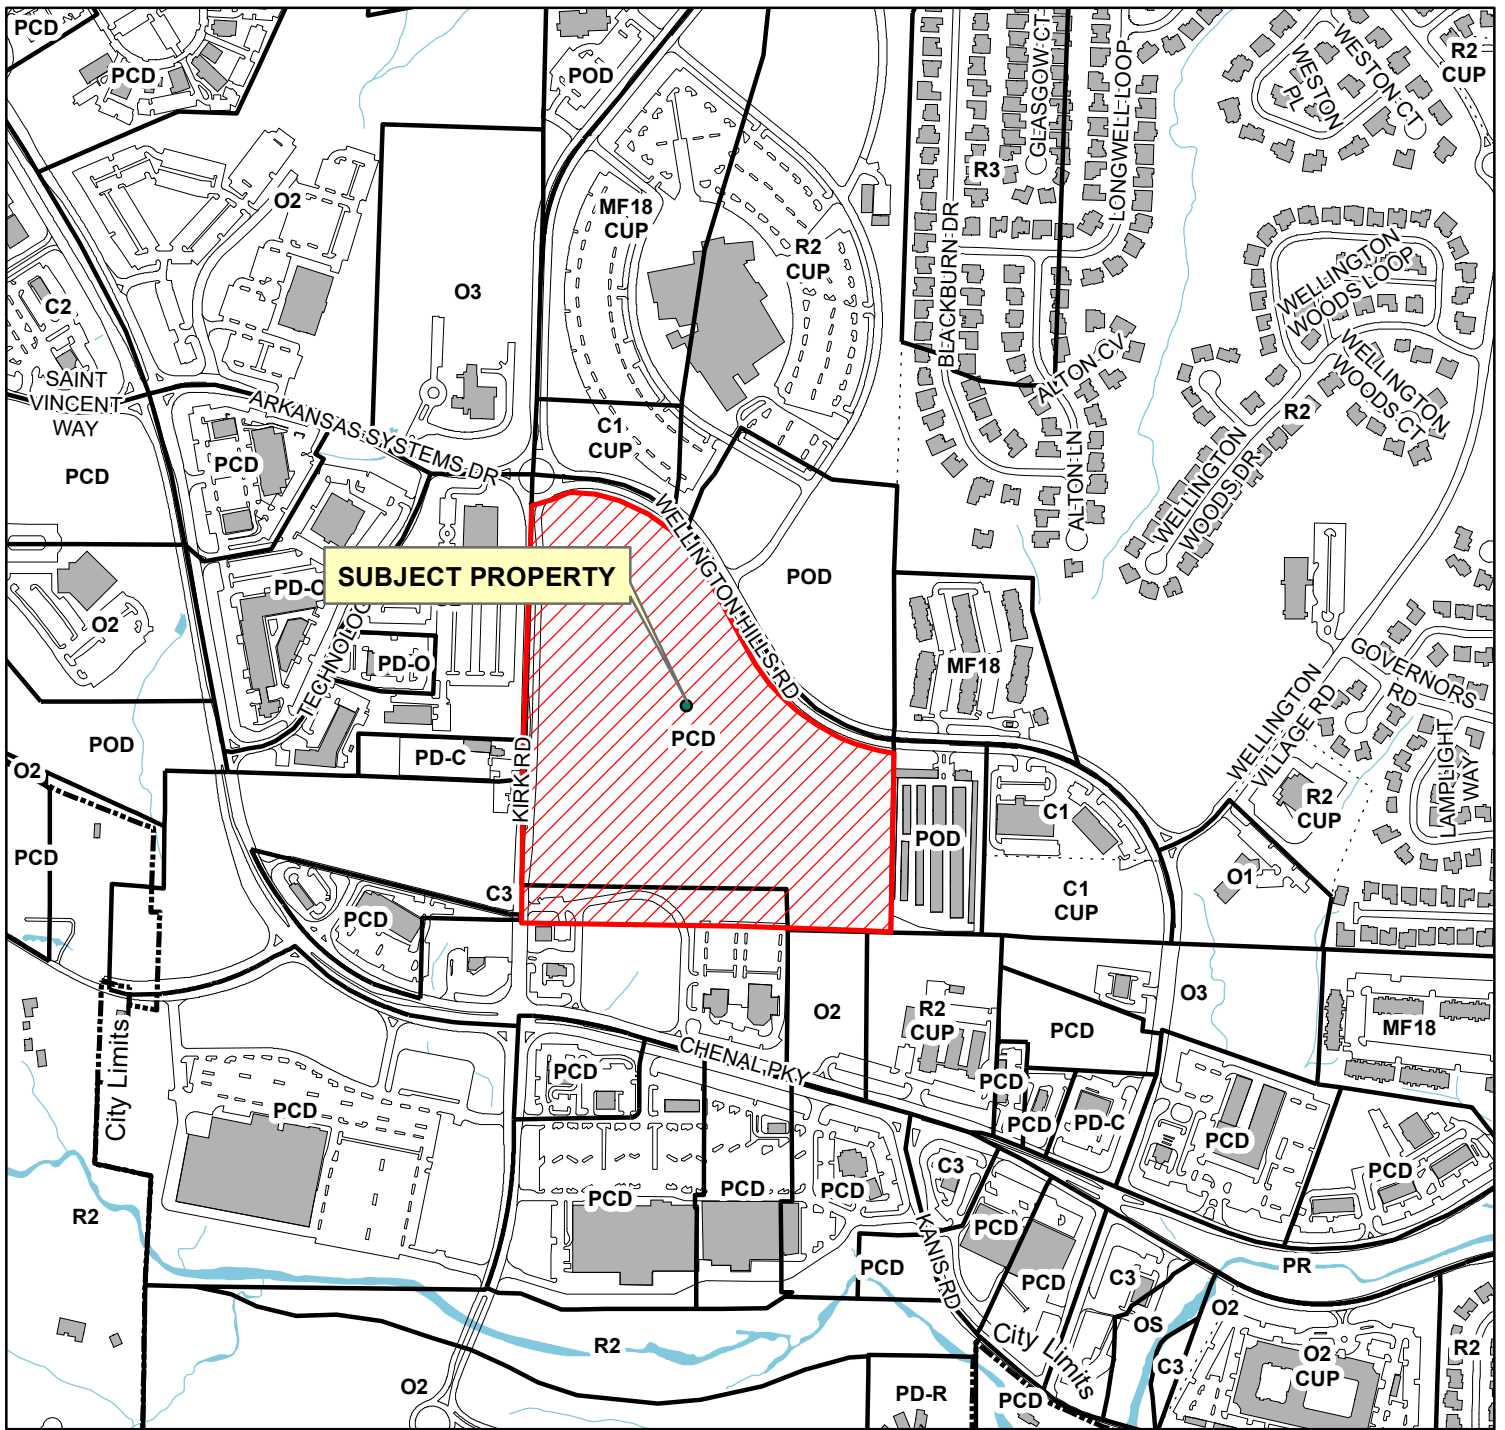 PCD
PCD
POD
GLASGOW CT
LONGWELL LOOP
WESTON
PL
WESTON CT
R2
CUP
R3
O2
MF18
CUP
R2
CUP
BLACKBURN DR
WELLINGTON
WOODS LOOP
C2
O3
SAINT
VINCENT
WAY
ARKANSAS SYSTEMS DR
C1
CUP
ALTON CV
WELLINGTON
WOODS CT
R2
PCD
PCD
ALTON LN
WELLINGTON
WOODS DR
WELLINGTON HILLS RD
POD
SUBJECT PROPERTY
PD-O
O2
TECHNOLO
PD-O
MF18
GOVERNORS
RD
WELLINGTON
VILLAGE RD
LAMPLIGHT
WAY
POD
PD-C
KIRK RD
PCD
O2
R2
CUP
C1
POD
PCD
C3
PCD
C1
CUP
O1
O3
O2
R2
CUP
PCD
MF18
City Limits
CHENAL PKY
PCD
PCD
PCD
PCD
PD-C
PCD
PCD
R2
PCD
PCD
PCD
C3
PCD
KANIS RD
PCD
PCD
C3
PR
O2
OS
R2
City Limits
C3
O2
CUP
R2
O2
PD-R
PCD